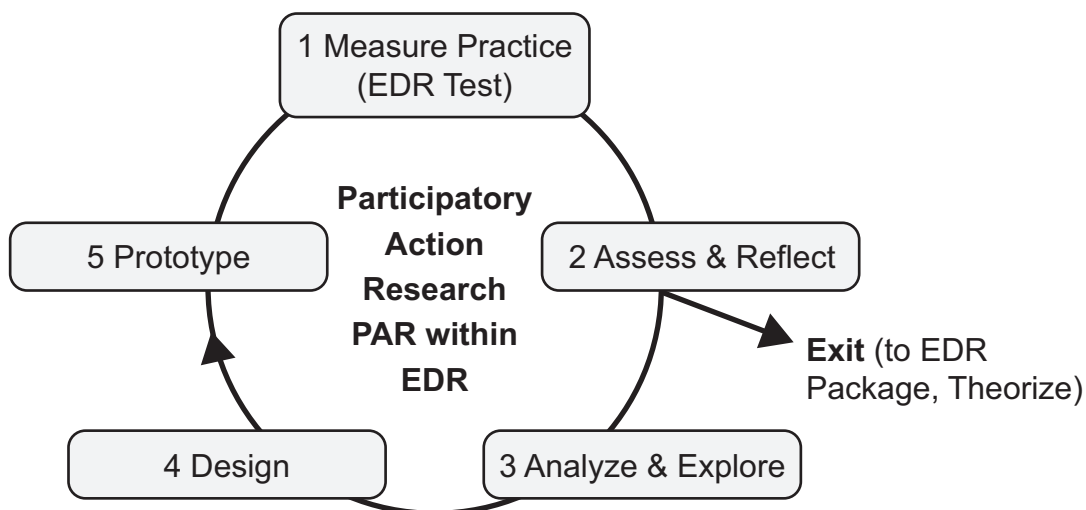 1 Measure Practice
(EDR Test)
Participatory
Action
Research
PAR within
EDR
2 Assess & Reflect
Exit (to EDR
Package, Theorize)
3 Analyze & Explore
4 Design
5 Prototype